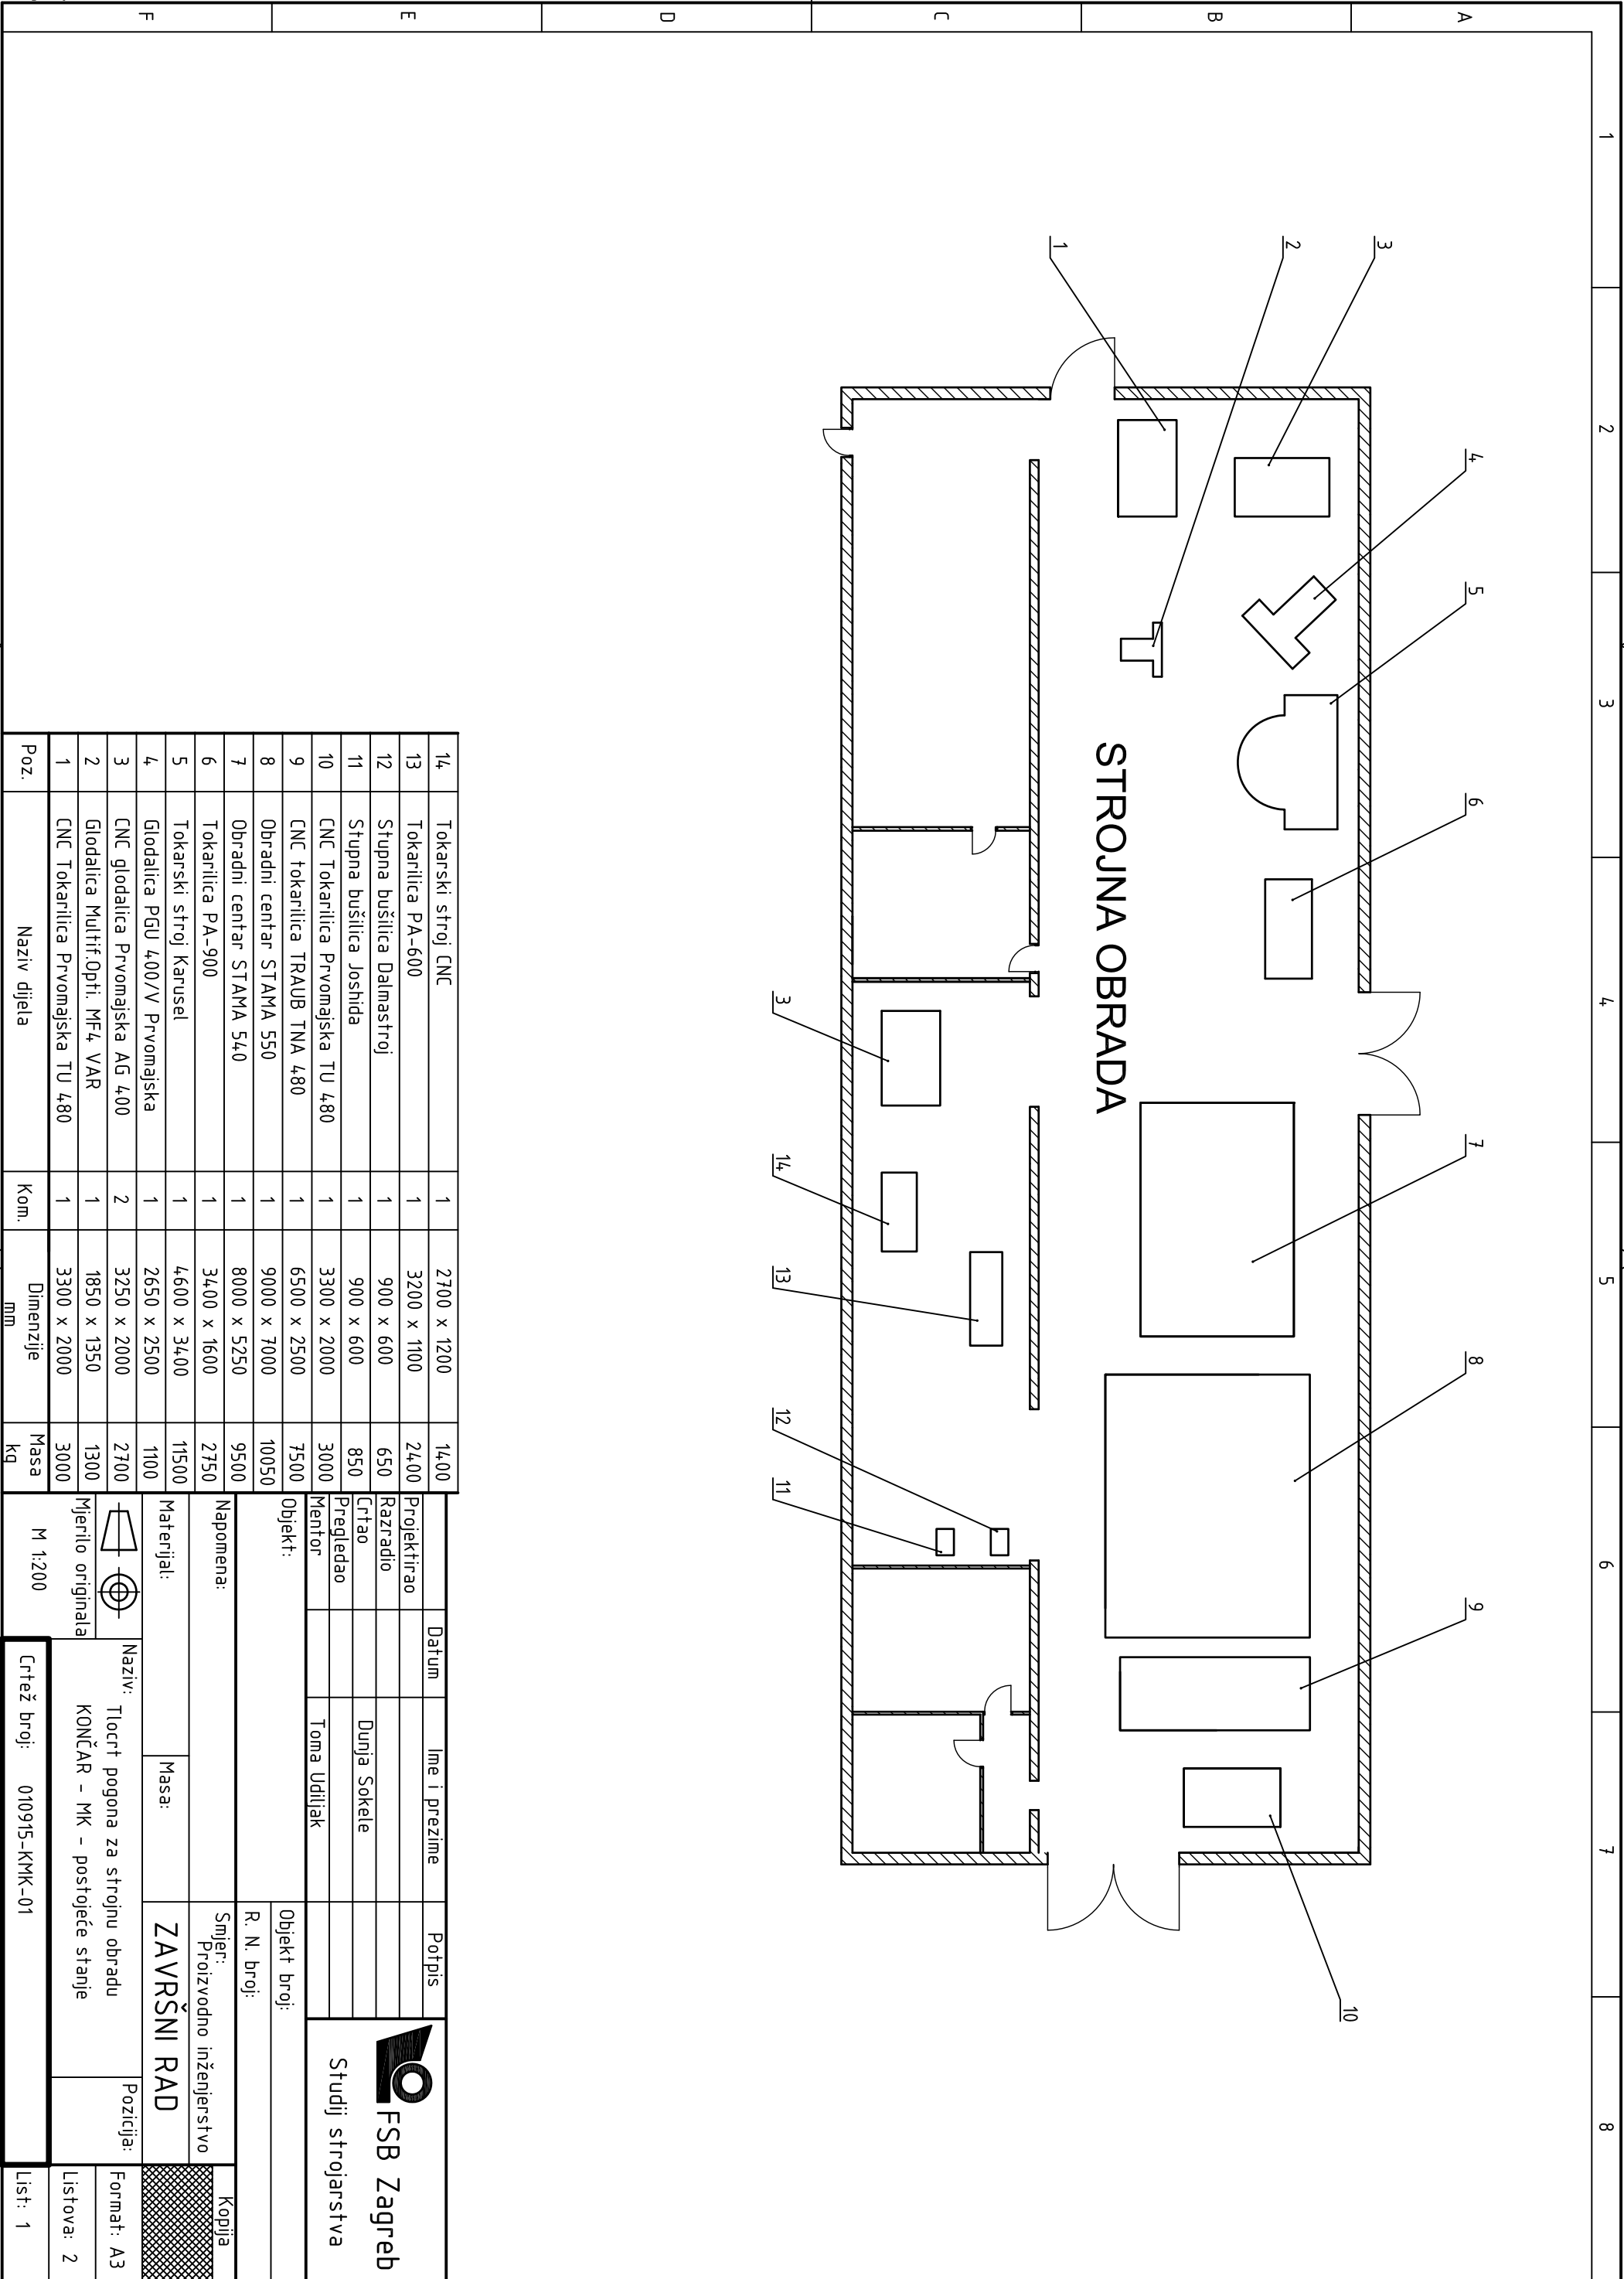 1 2 3 4 5 6 7 8
A
B
C
D
E
F
3
4
5
6
7
8
9
10
2
1
STROJNA OBRADA
3
14
13
12
11
14 Tokarski stroj CNC 1 2700 x 1200 1400
13 Tokarilica PA-600 1 3200 x 1100 2400
12 Stupna bušilica Dalmastroj 1 900 x 600 650
11 Stupna bušilica Joshida 1 900 x 600 850
10 CNC Tokarilica Prvomajska TU 480 1 3300 x 2000 3000
9 CNC tokarilica TRAUB TNA 480 1 6500 x 2500 7500
8 Obradni centar STAMA 550 1 9000 x 7000 10050
7 Obradni centar STAMA 540 1 8000 x 5250 9500
6 Tokarilica PA-900 1 3400 x 1600 2750
5 Tokarski stroj Karusel 1 4600 x 3400 11500
4 Glodalica PGU 400/V Prvomajska 1 2650 x 2500 1100
3 CNC glodalica Prvomajska AG 400 2 3250 x 2000 2700
2 Glodalica Multif.Opti. MF4 VAR 1 1850 x 1350 1300
1 CNC Tokarilica Prvomajska TU 480 1 3300 x 2000 3000
Poz. Naziv dijela Kom. Dimenzije mm Masa kg
Datum Ime i prezime Potpis
Projektirao
Razradio
Crtao Dunja Sokele
Pregledao
Mentor Toma Udiljak
FSB Zagreb
Studij strojarstva
Objekt: Objekt broj:
R. N. broj:
Napomena: Smjer:
Proizvodno inženjerstvo
Kopija
Materijal: Masa: ZAVRŠNI RAD
Naziv: Tlocrt pogona za strojnu obradu
KONČAR - MK - postojeće stanje
Pozicija:
Format: A3
Listova: 2
Mjerilo originala
M 1:200
Crtež broj: 010915-KMK-01
List: 1